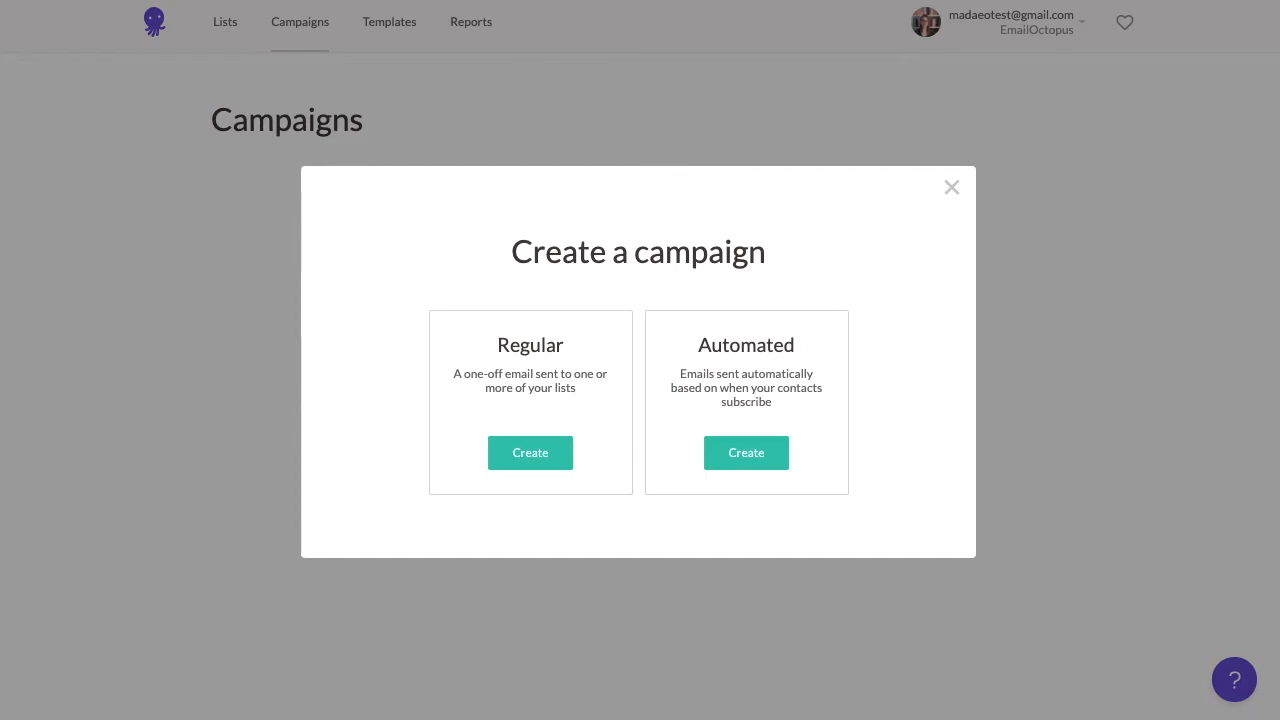 Lists Campaigns Templates Reports
madaeotest@gmail.com
EmailOctopus
Campaigns
Create a campaign
Regular
A one-off email sent to one or
more of your lists
Create
Automated
Emails sent automatically
based on when your contacts
subscribe
Create
?